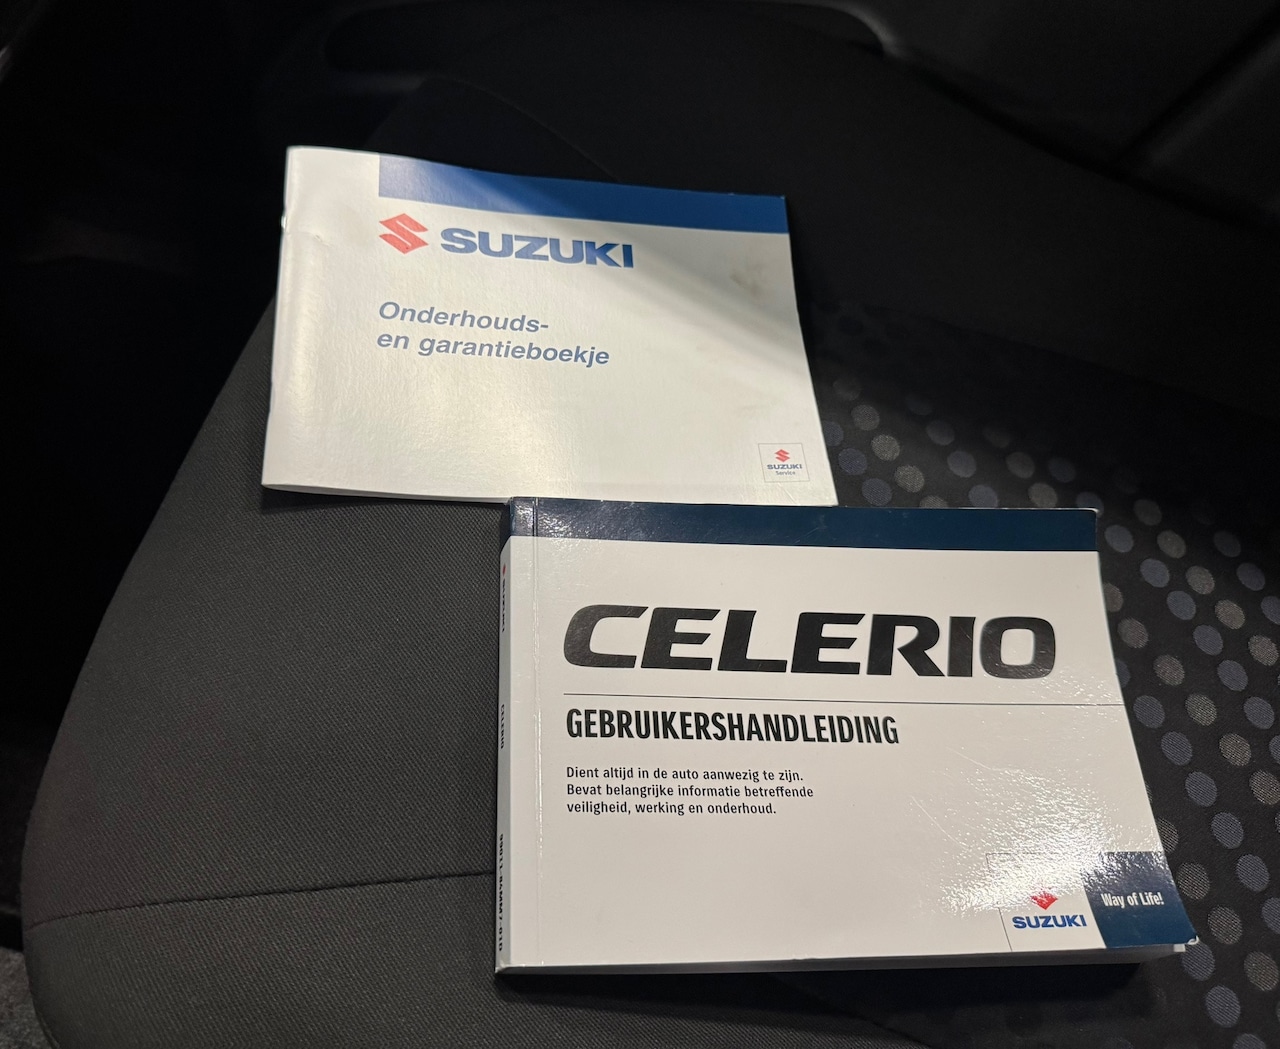 SUZUKI
Onderhouds-
en garantieboekje
SUZUKI
Service
CELERIO
GEBRUIKERSHANDLEIDING
Dient altijd in de auto aanwezig te zijn.
Bevat belangrijke informatie betreffende
veiligheid, werking en onderhoud.
SUZUKI
Way of Life!
CELERIO